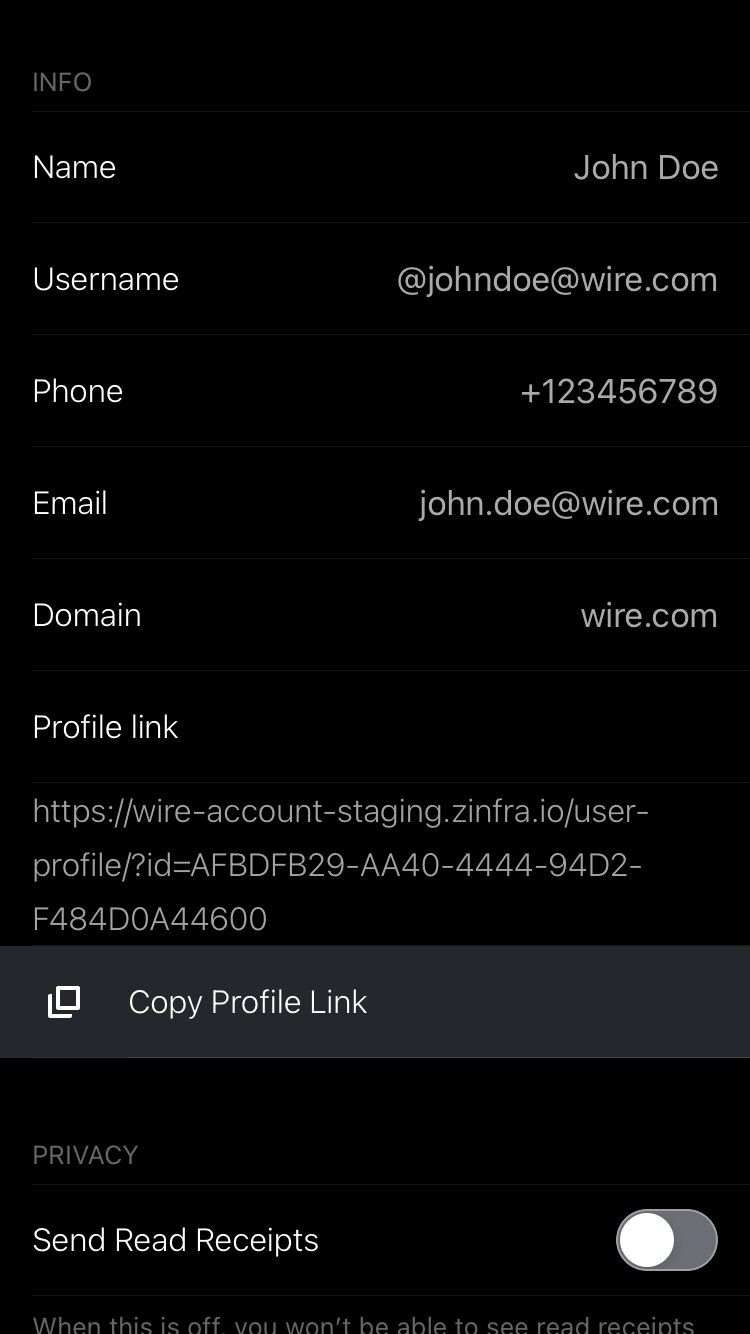 INFO
Name John Doe
Username @johndoe@wire.com
Phone +123456789
Email john.doe@wire.com
Domain wire.com
Profile link
https://wire-account-staging.zinfra.io/user-
profile/?id=AFBDFB29-AA40-4444-94D2-
F484D0A44600
Copy Profile Link
PRIVACY
Send Read Receipts
When this is off, you won’t be able to see read receipts